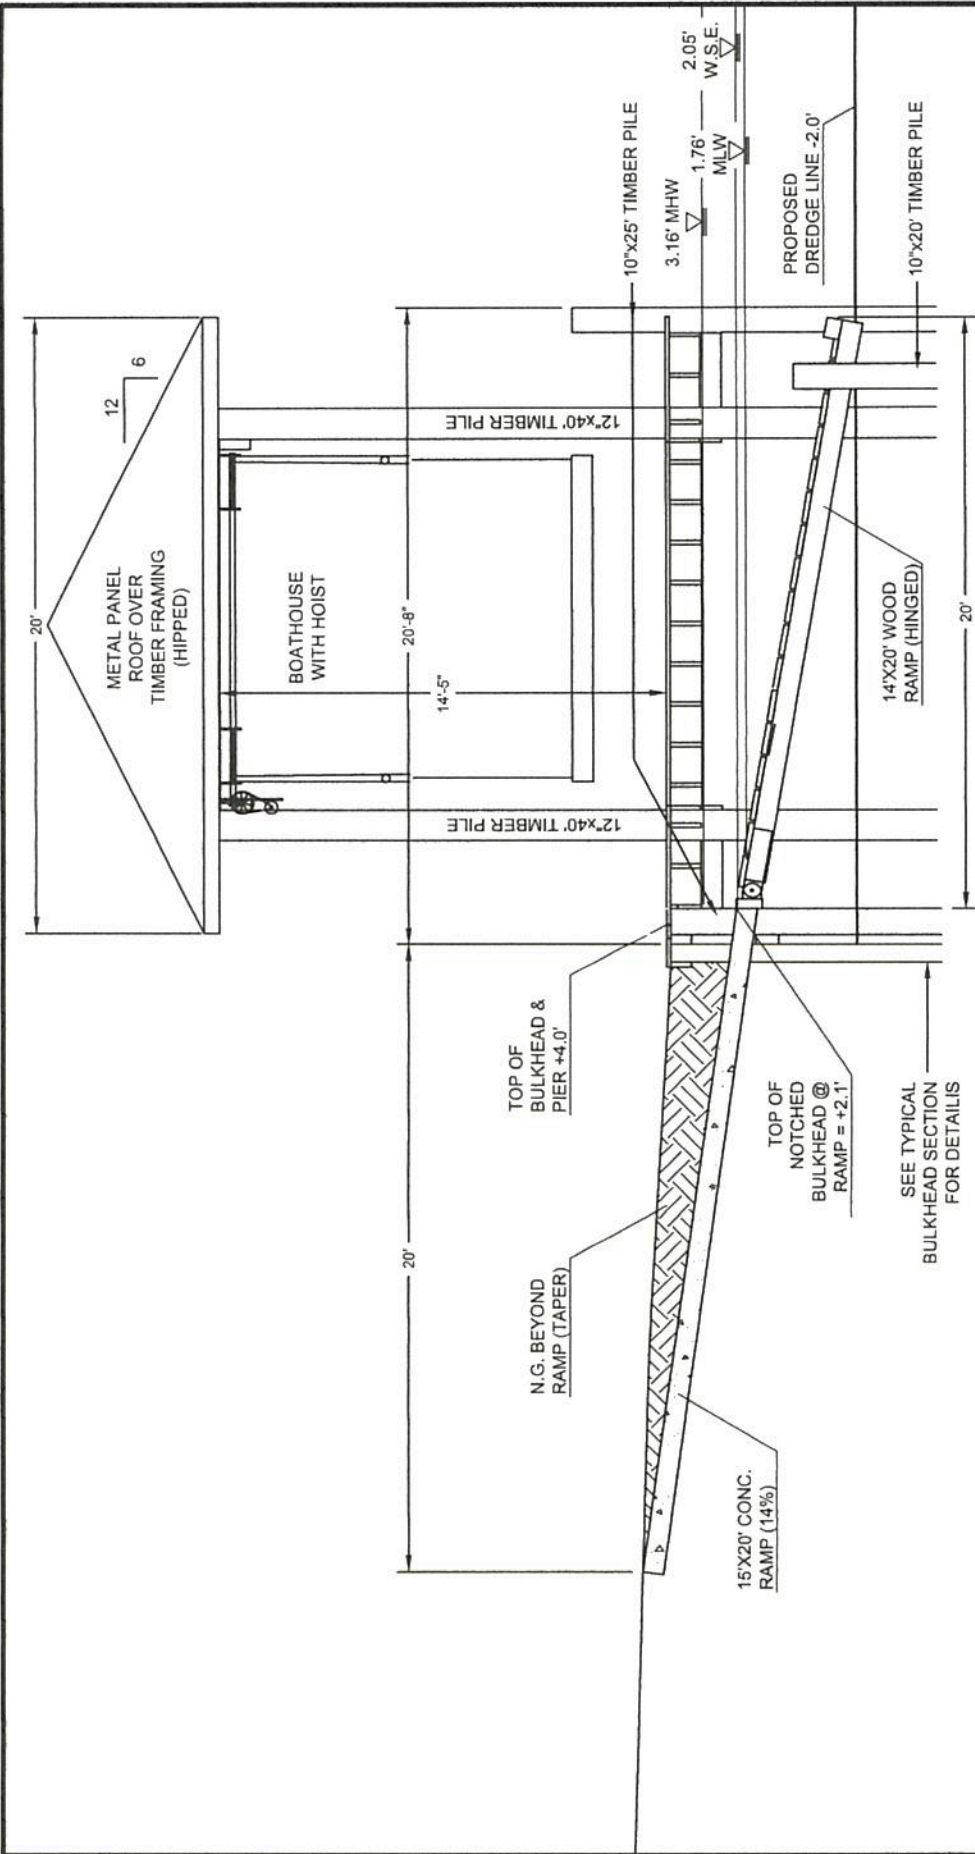 20'
12
6
METAL PANEL
ROOF OVER
TIMBER FRAMING
(HIPPED)
BOATHOUSE
WITH HOIST
20'-8"
14'-5"
12"x40' TIMBER PILE
12"x40' TIMBER PILE
10"x25' TIMBER PILE
3.16' MHW
1.76'
MLW
2.05'
W.S.E.
PROPOSED
DREDGE LINE -2.0'
10"x20' TIMBER PILE
14'X20' WOOD
RAMP (HINGED)
20'
20'
TOP OF
BULKHEAD &
PIER +4.0'
N.G. BEYOND
RAMP (TAPER)
TOP OF
NOTCHED
BULKHEAD @
RAMP = +2.1'
15'X20' CONC.
RAMP (14%)
SEE TYPICAL
BULKHEAD SECTION
FOR DETAILIS